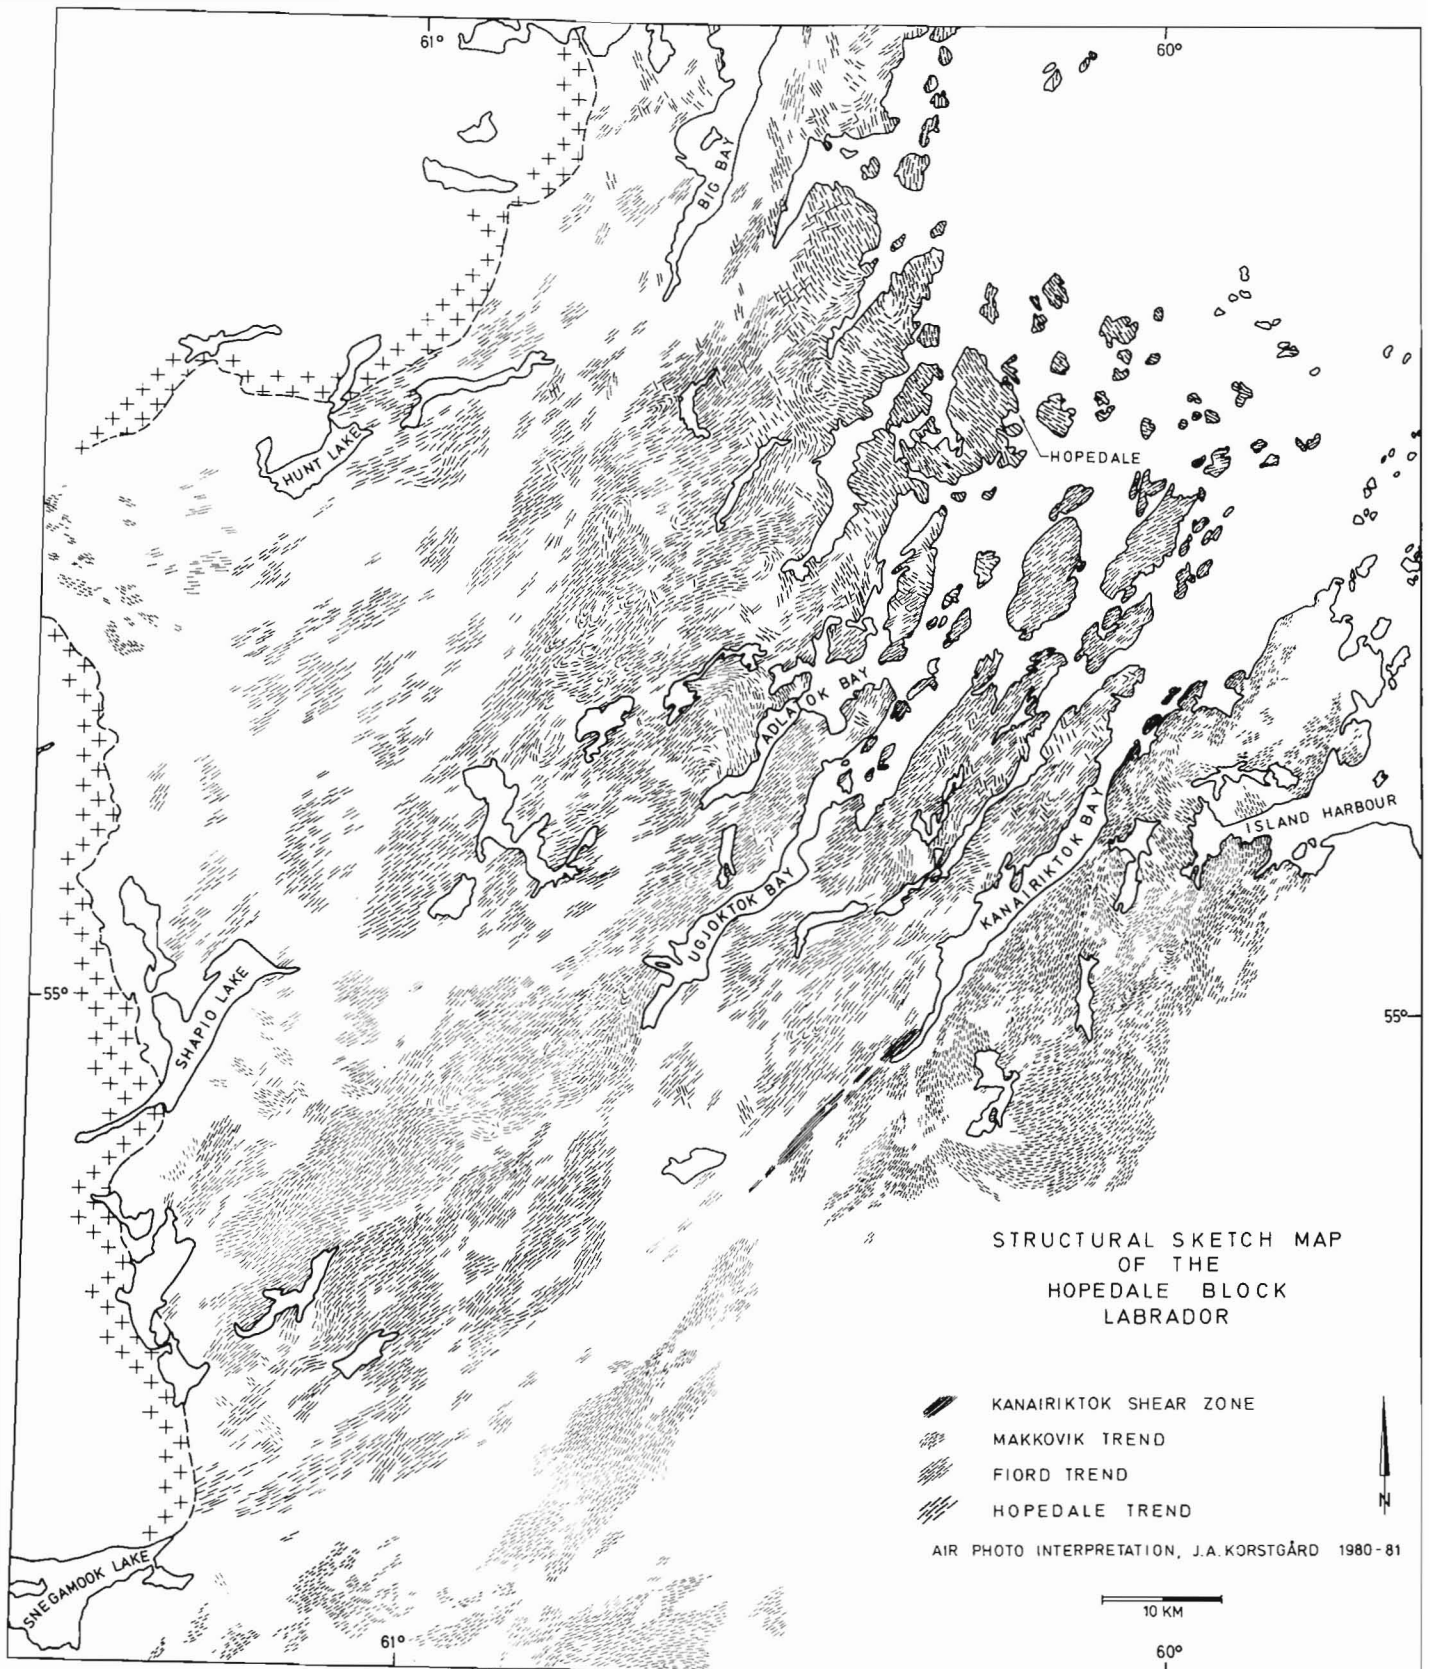 61°
60°
BIG BAY
HUNT LAKE
HOPEDALE
ADLATOK BAY
ISLAND HARBOUR
KANAIRIKTOK BAY
UGJOKTOK BAY
55°
SHAPIO LAKE
55°
STRUCTURAL SKETCH MAP
OF THE
HOPEDALE BLOCK
LABRADOR
KANAIRIKTOK SHEAR ZONE
MAKKOVIK TREND
FIORD TREND
HOPEDALE TREND
N
AIR PHOTO INTERPRETATION, J.A.KORSTGÅRD 1980-81
SNEGAMOOK LAKE
10 KM
61°
60°